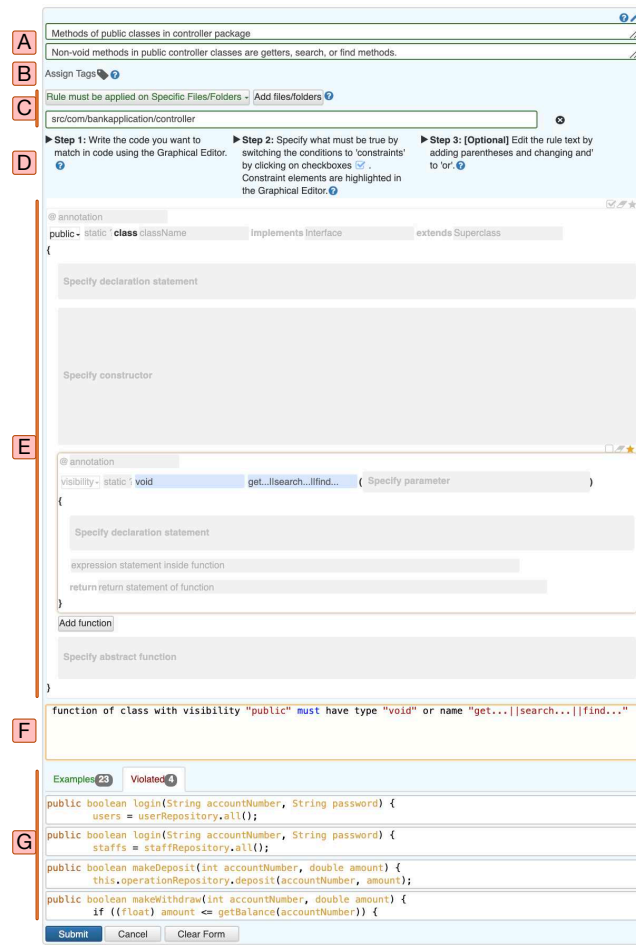 A
Methods of public classes in controller package
Non-void methods in public controller classes are getters, search, or find methods.
B
Assign Tags
C
Rule must be applied on Specific Files/Folders
Add files/folders
src/com/bankapplication/controller
D
Step 1: Write the code you want to match in code using the Graphical Editor.
Step 2: Specify what must be true by switching the conditions to 'constraints' by clicking on checkboxes . Constraint elements are highlighted in the Graphical Editor.
Step 3: [Optional] Edit the rule text by adding parentheses and changing and' to 'or'.
E
@ annotation
public static class className implements Interface extends Superclass
{
Specify declaration statement
Specify constructor
@ annotation
visibility static void get...||search...||find... ( Specify parameter )
{
Specify declaration statement
expression statement inside function
return return statement of function
}
Add function
Specify abstract function
}
F
function of class with visibility "public" must have type "void" or name "get...||search...||find..."
G
Examples 23 Violated 4
public boolean login(String accountNumber, String password) {
users = userRepository.all();
public boolean login(String accountNumber, String password) {
staffs = staffRepository.all();
public boolean makeDeposit(int accountNumber, double amount) {
this.operationRepository.deposit(accountNumber, amount);
public boolean makeWithdraw(int accountNumber, double amount) {
if ((float) amount <= getBalance(accountNumber)) {
Submit Cancel Clear Form